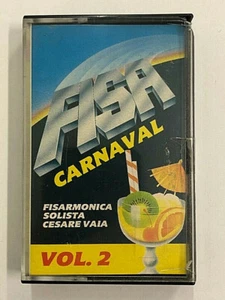 FISA
CARNAVAL
FISARMONICA
SOLISTA
CESARE VAIA
VOL. 2